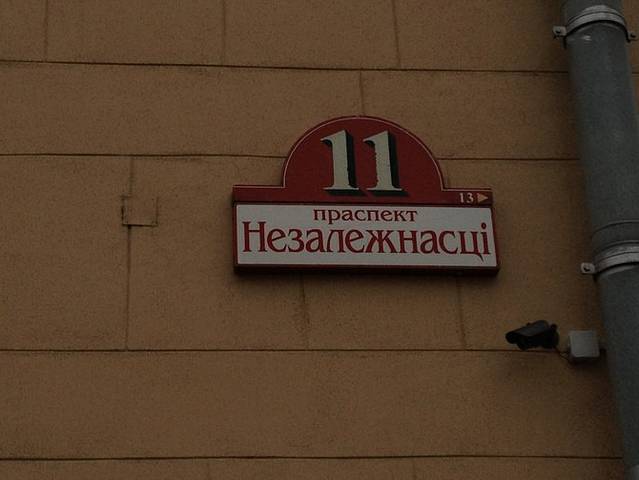 11
13
праспект
Незалежнасці